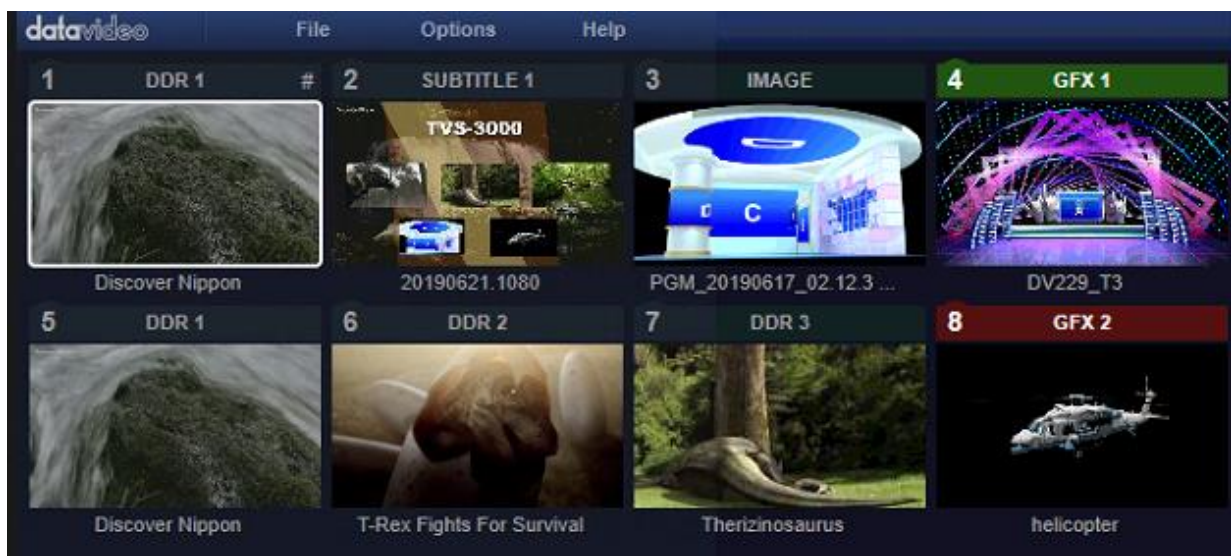 datavideo File Options Help
1 DDR 1 # 2 SUBTITLE 1 3 IMAGE 4 GFX 1
TVS-3000
D
C
Discover Nippon 20190621.1080 PGM_20190617_02.12.3 ... DV229_T3
5 DDR 1 6 DDR 2 7 DDR 3 8 GFX 2
Discover Nippon T-Rex Fights For Survival Therizinosaurus helicopter